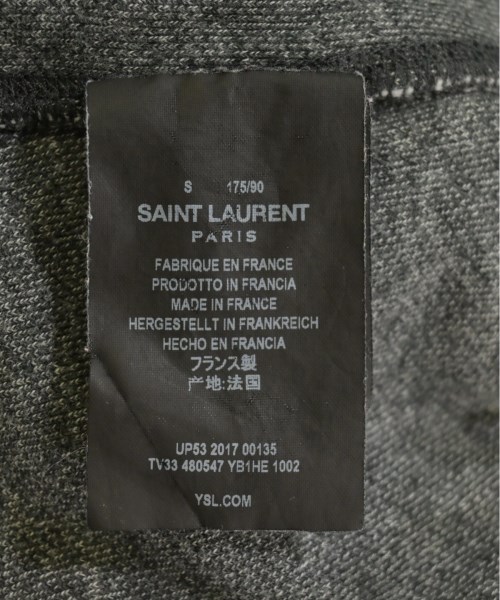 S 175/90
SAINT LAURENT
PARIS
FABRIQUE EN FRANCE
PRODOTTO IN FRANCIA
MADE IN FRANCE
HERGESTELLT IN FRANKREICH
HECHO EN FRANCIA
フランス製
产地:法国
UP53 2017 00135
TV33 480547 YB1HE 1002
YSL.COM